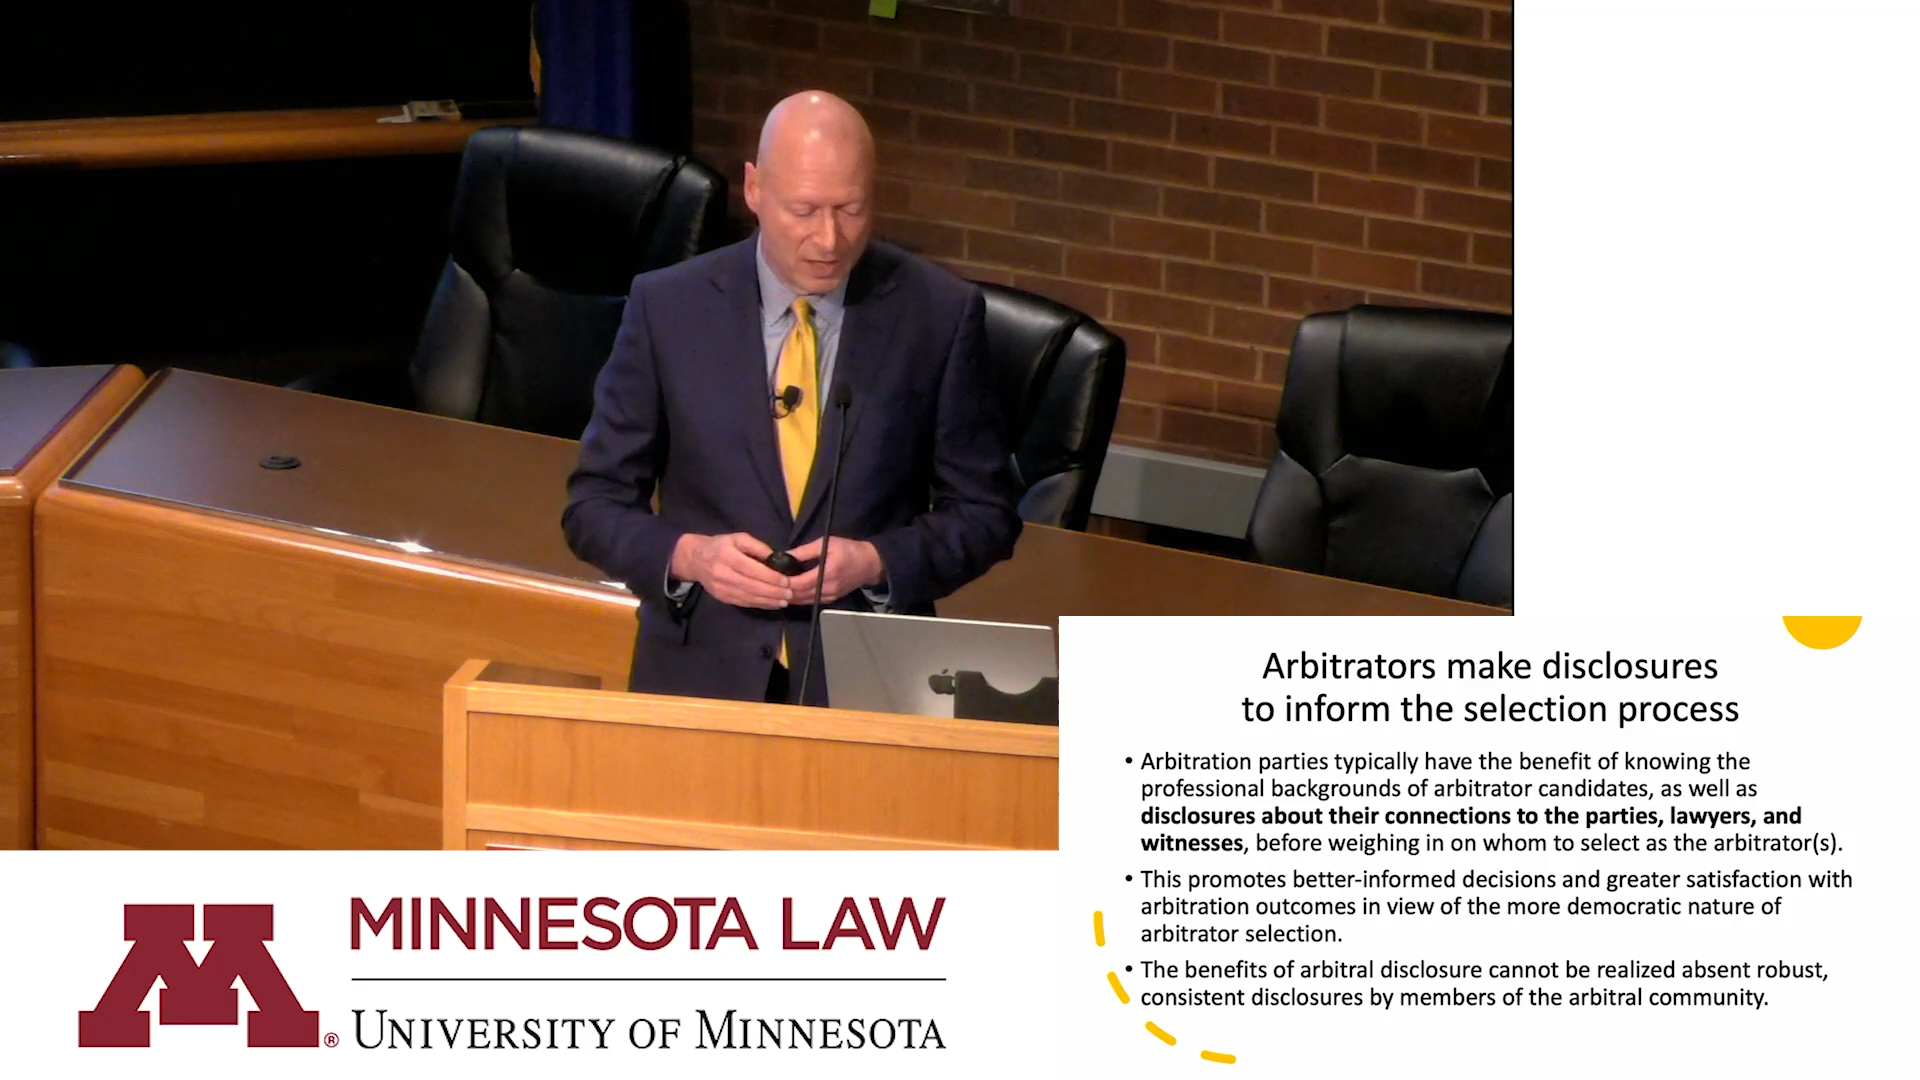 Arbitrators make disclosures
to inform the selection process
• Arbitration parties typically have the benefit of knowing the
professional backgrounds of arbitrator candidates, as well as
disclosures about their connections to the parties, lawyers, and
witnesses, before weighing in on whom to select as the arbitrator(s).
• This promotes better-informed decisions and greater satisfaction with
arbitration outcomes in view of the more democratic nature of
arbitrator selection.
• The benefits of arbitral disclosure cannot be realized absent robust,
consistent disclosures by members of the arbitral community.
M®
MINNESOTA LAW
UNIVERSITY OF MINNESOTA